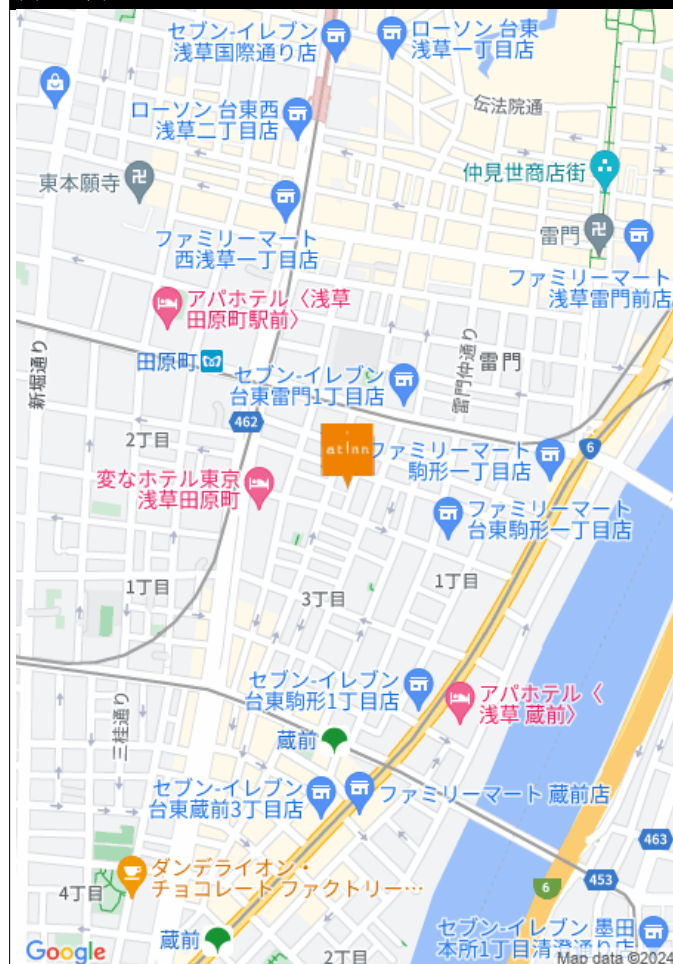 セブン-イレブン
浅草国際通り店
ローソン 台東
浅草一丁目店
伝法院通
ローソン 台東西
浅草二丁目店
仲見世商店街
東本願寺
雷門
ファミリーマート
西浅草一丁目店
ファミリーマート
浅草雷門前店
アパホテル〈浅草
田原町駅前〉
新堀通り
田原町
雷門仲通り
雷門
セブン-イレブン
台東雷門1丁目店
462
2丁目
atinn
ファミリーマート
駒形一丁目店
6
変なホテル東京
浅草田原町
ファミリーマート
台東駒形一丁目店
1丁目
3丁目
1丁目
セブン-イレブン
台東駒形1丁目店
アパホテル〈
浅草 蔵前〉
三桂通り
蔵前
セブン-イレブン
台東蔵前3丁目店
ファミリーマート 蔵前店
463
ダンデライオン・
チョコレート ファクトリー…
453
6
4丁目
蔵前
セブン-イレブン 墨田
本所1丁目清澄通り店
Google
2丁目
Map data ©2024